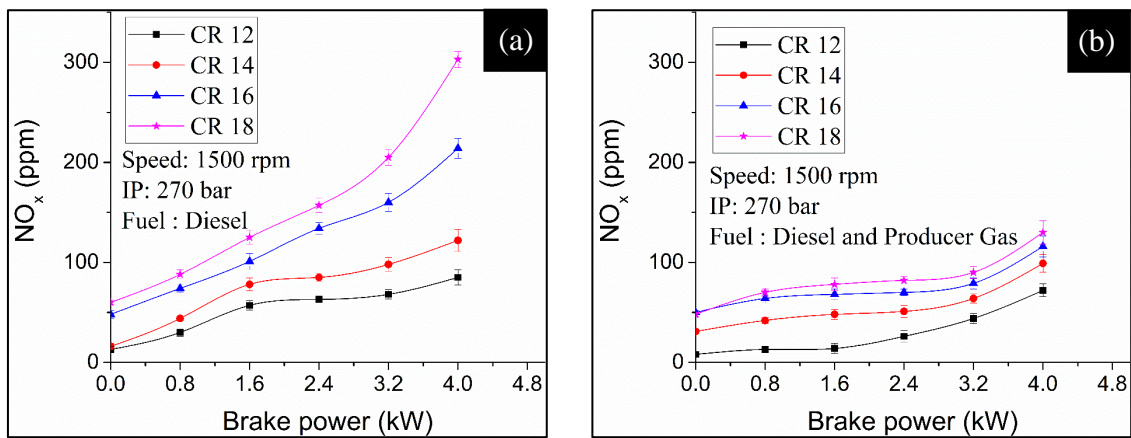 (a)
CR 12
CR 14
CR 16
CR 18
Speed: 1500 rpm
IP: 270 bar
Fuel : Diesel
NOx (ppm)
300
200
100
0
0.0 0.8 1.6 2.4 3.2 4.0 4.8
Brake power (kW)
(b)
CR 12
CR 14
CR 16
CR 18
Speed: 1500 rpm
IP: 270 bar
Fuel : Diesel and Producer Gas
NOx (ppm)
300
200
100
0
0.0 0.8 1.6 2.4 3.2 4.0 4.8
Brake power (kW)